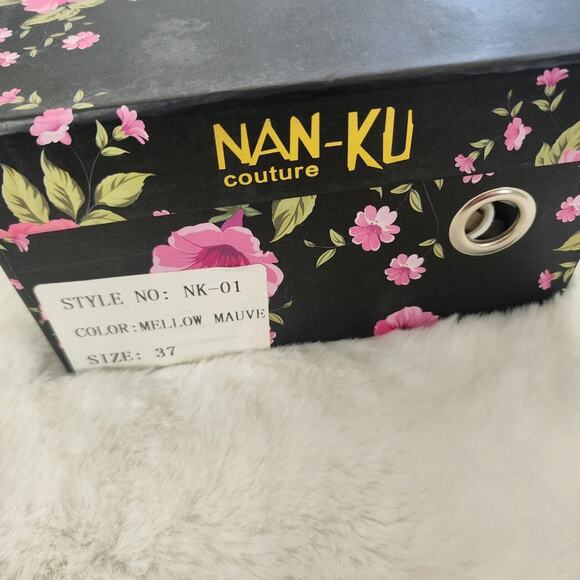 NAN-KU
couture
STYLE NO: NK-01
COLOR:MELLOW MAUVE
SIZE: 37